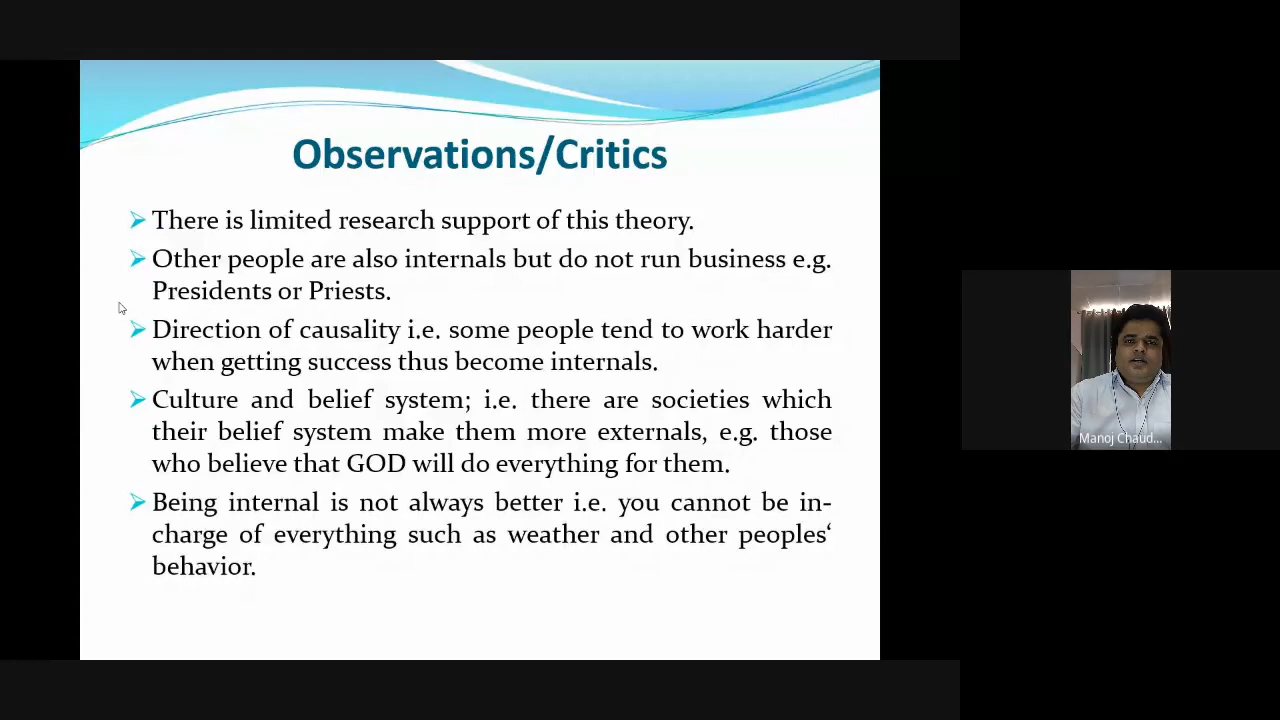 Observations/Critics
There is limited research support of this theory.
Other people are also internals but do not run business e.g.
Presidents or Priests.
Direction of causality i.e. some people tend to work harder
when getting success thus become internals.
Culture and belief system; i.e. there are societies which
their belief system make them more externals, e.g. those
who believe that GOD will do everything for them.
Being internal is not always better i.e. you cannot be in-
charge of everything such as weather and other peoples‘
behavior.
Manoj Chaud...